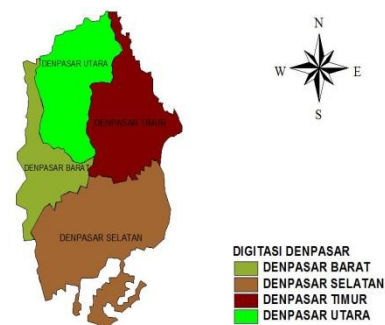 N
W E
S
DENPASAR UTARA
DENPASAR TIMUR
DENPASAR BARAT
DENPASAR SELATAN
DIGITASI DENPASAR
DENPASAR BARAT
DENPASAR SELATAN
DENPASAR TIMUR
DENPASAR UTARA